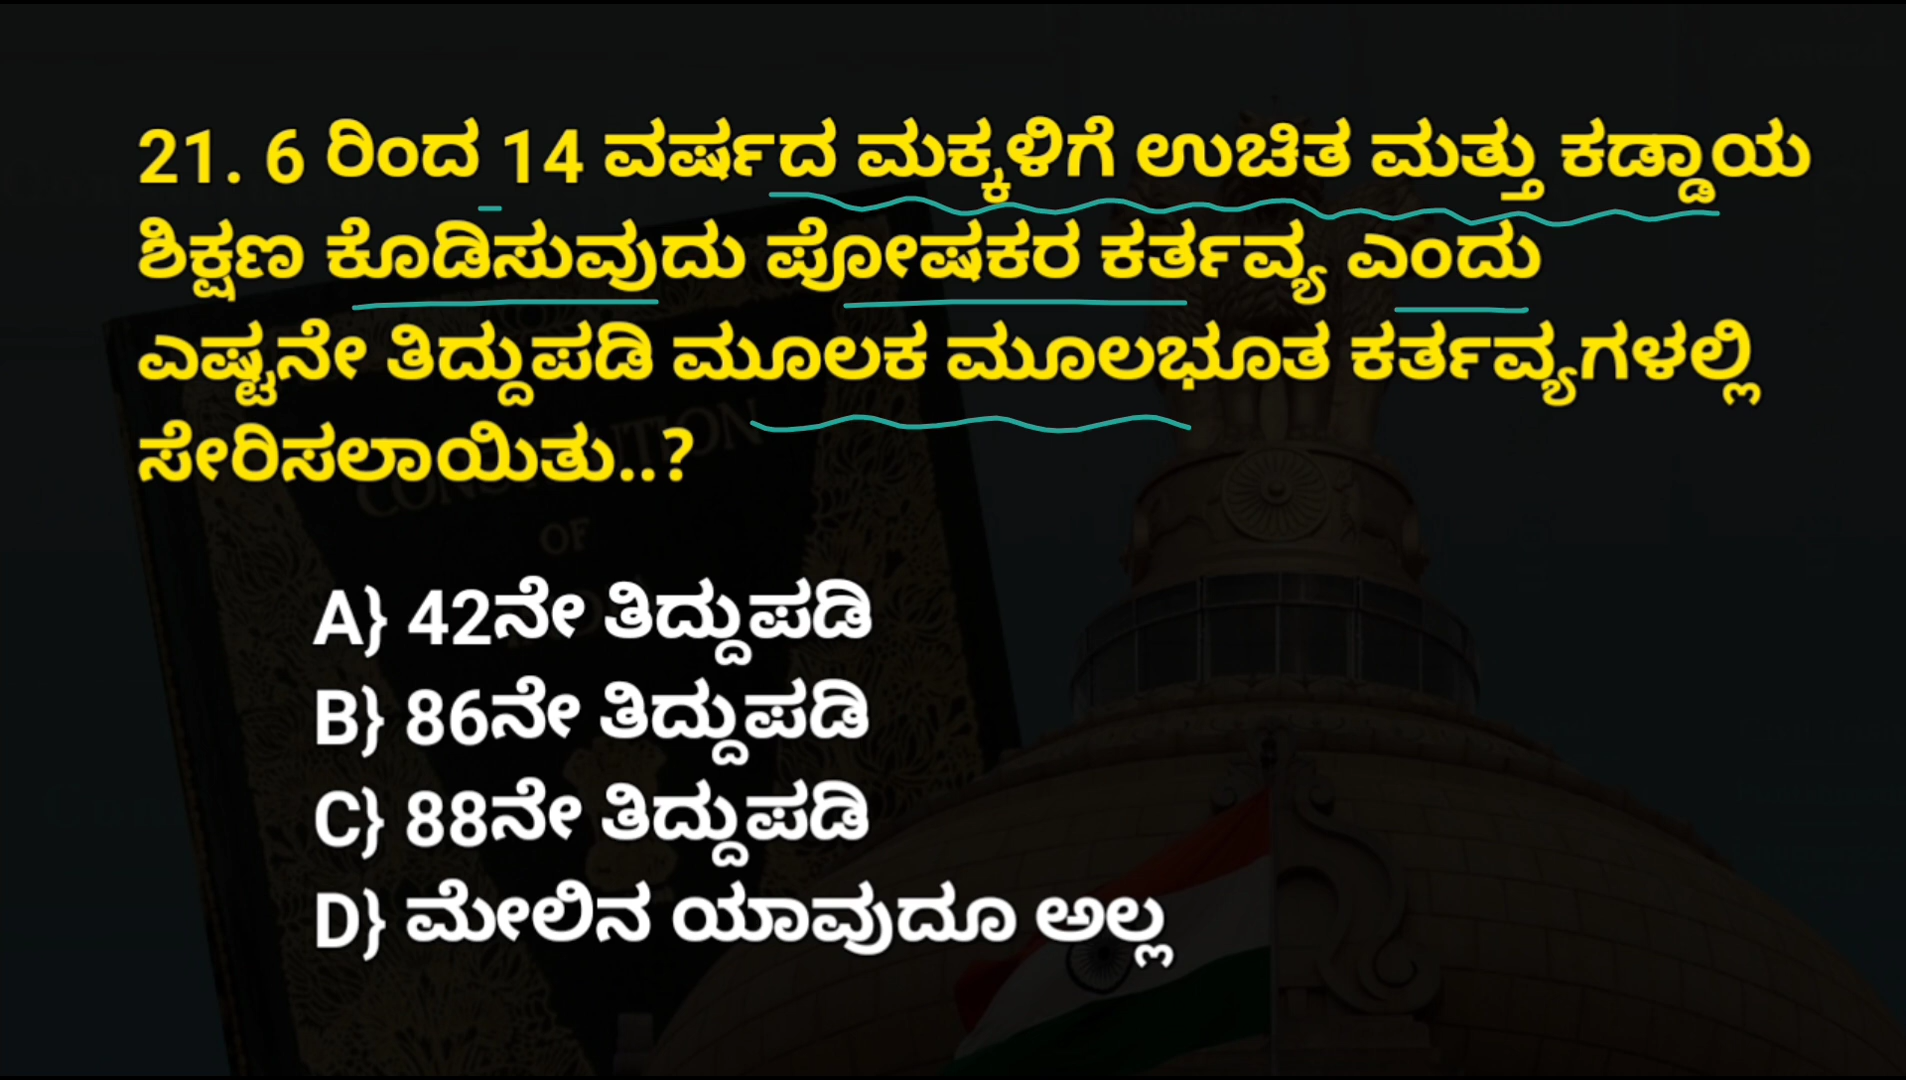 21. 6 ರಿಂದ 14 ವರ್ಷದ ಮಕ್ಕಳಿಗೆ ಉಚಿತ ಮತ್ತು ಕಡ್ಡಾಯ
ಶಿಕ್ಷಣ ಕೊಡಿಸುವುದು ಪೋಷಕರ ಕರ್ತವ್ಯ ಎಂದು
ಎಷ್ಟನೇ ತಿದ್ದುಪಡಿ ಮೂಲಕ ಮೂಲಭೂತ ಕರ್ತವ್ಯಗಳಲ್ಲಿ
ಸೇರಿಸಲಾಯಿತು..?
A} 42ನೇ ತಿದ್ದುಪಡಿ
B} 86ನೇ ತಿದ್ದುಪಡಿ
C} 88ನೇ ತಿದ್ದುಪಡಿ
D} ಮೇಲಿನ ಯಾವುದೂ ಅಲ್ಲ